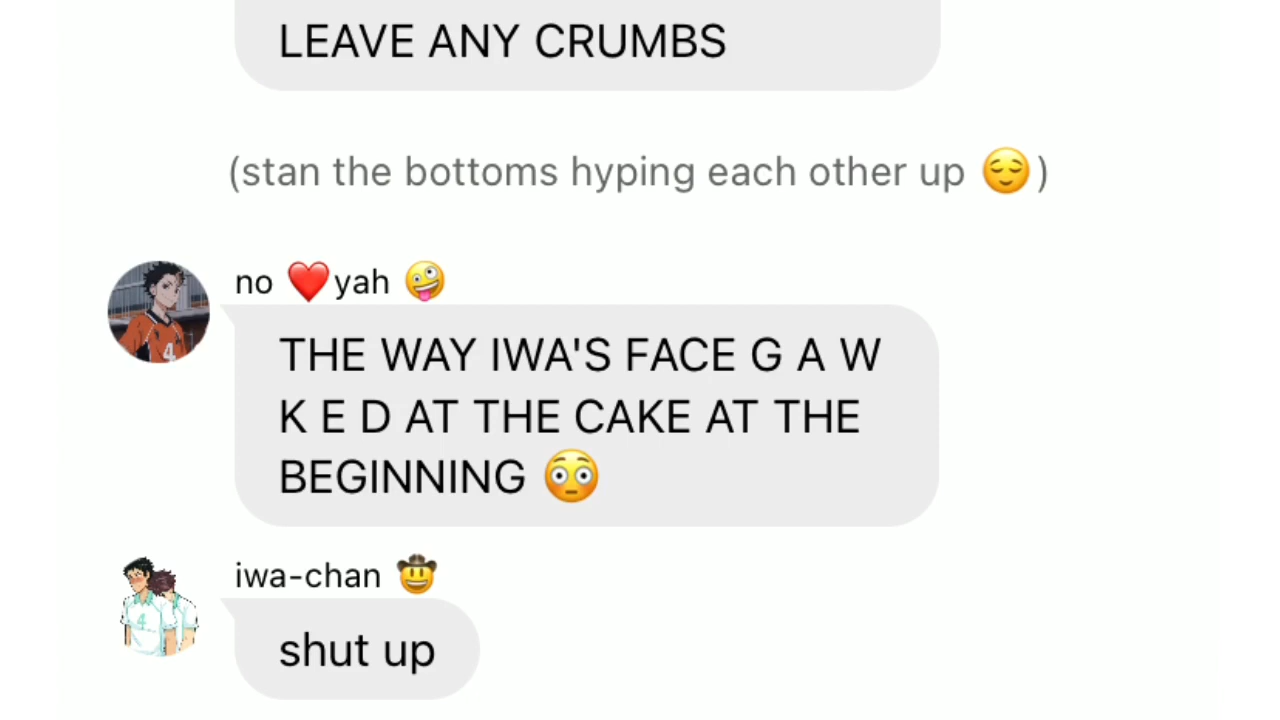 LEAVE ANY CRUMBS
(stan the bottoms hyping each other up 😌)
no ❤️yah 🤪
THE WAY IWA'S FACE G A W
K E D AT THE CAKE AT THE
BEGINNING 😳
iwa-chan 🤠
shut up